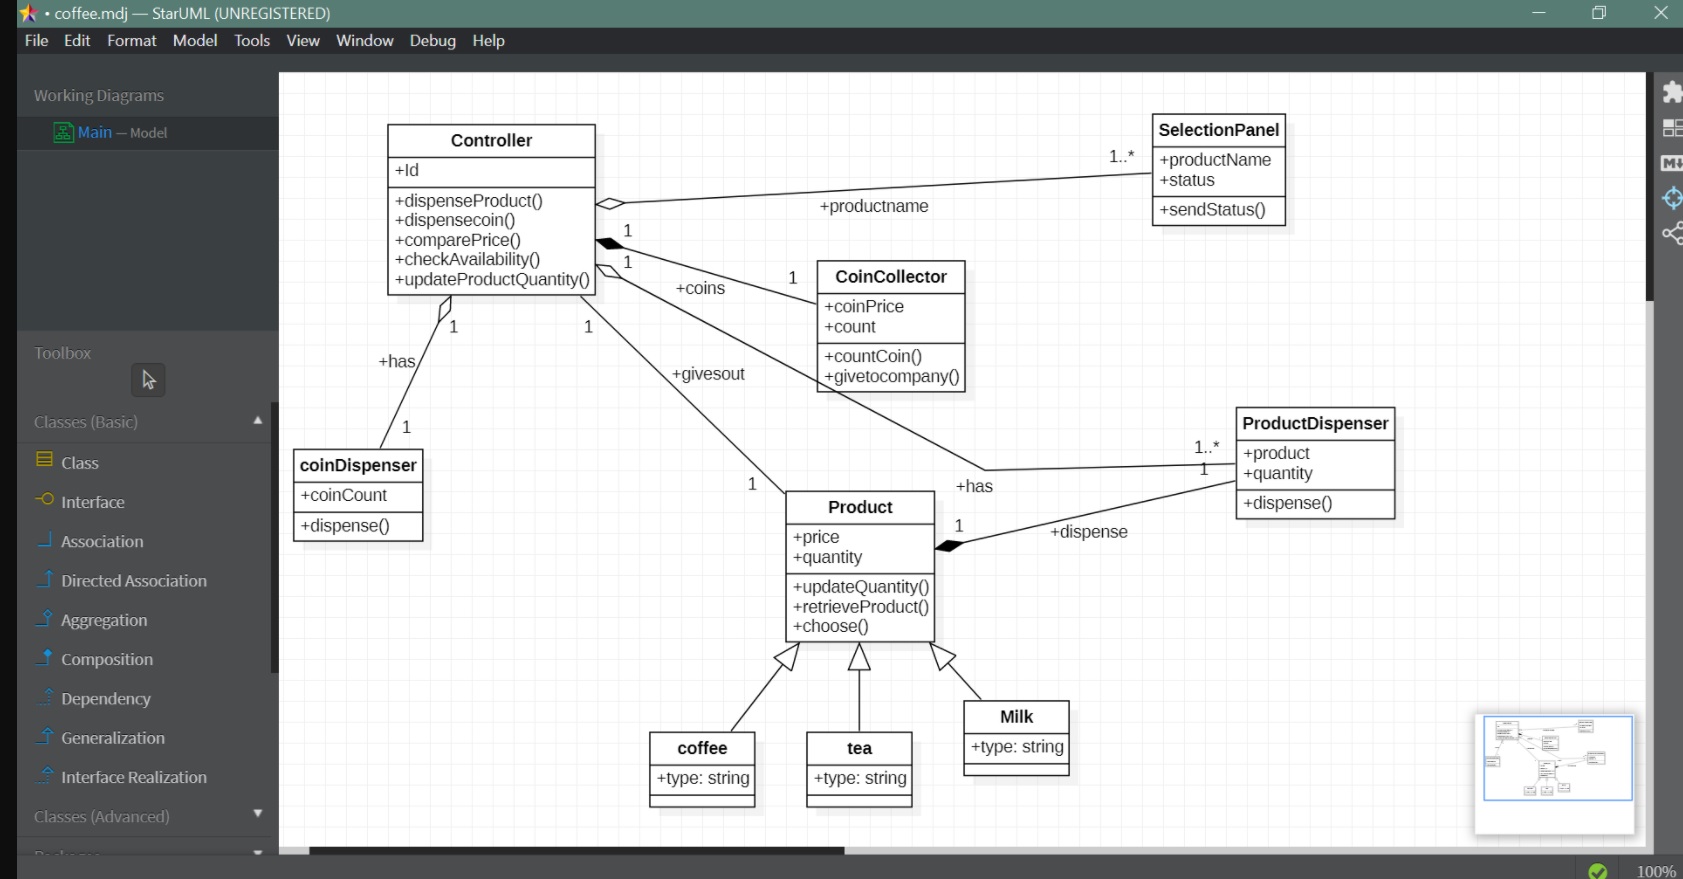 • coffee.mdj — StarUML (UNREGISTERED)
File Edit Format Model Tools View Window Debug Help
Working Diagrams
Main — Model
Toolbox
Classes (Basic)
Class
Interface
Association
Directed Association
Aggregation
Composition
Dependency
Generalization
Interface Realization
Classes (Advanced)
Controller
+Id
+dispenseProduct()
+dispensecoin()
+comparePrice()
+checkAvailability()
+updateProductQuantity()
SelectionPanel
+productName
+status
+sendStatus()
1..*
+productname
1
1
+coins
1
CoinCollector
+coinPrice
+count
+countCoin()
+givetocompany()
1
+has
1
1
+givesout
1
coinDispenser
+coinCount
+dispense()
ProductDispenser
+product
+quantity
+dispense()
1..*
1
+has
1
+dispense
Product
+price
+quantity
+updateQuantity()
+retrieveProduct()
+choose()
coffee
+type: string
tea
+type: string
Milk
+type: string
M
100%